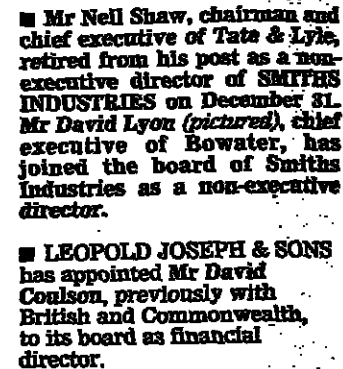 ■ Mr Neil Shaw, chairman and
chief executive of Tate & Lyle,
retired from his post as a non-
executive director of SMITHS
INDUSTRIES on December 31.
Mr David Lyon (pictured), chief
executive of Bowater, has
joined the board of Smiths
Industries as a non-executive
director.
■ LEOPOLD JOSEPH & SONS
has appointed Mr David
Coulson, previously with
British and Commonwealth,
to its board as financial
director.